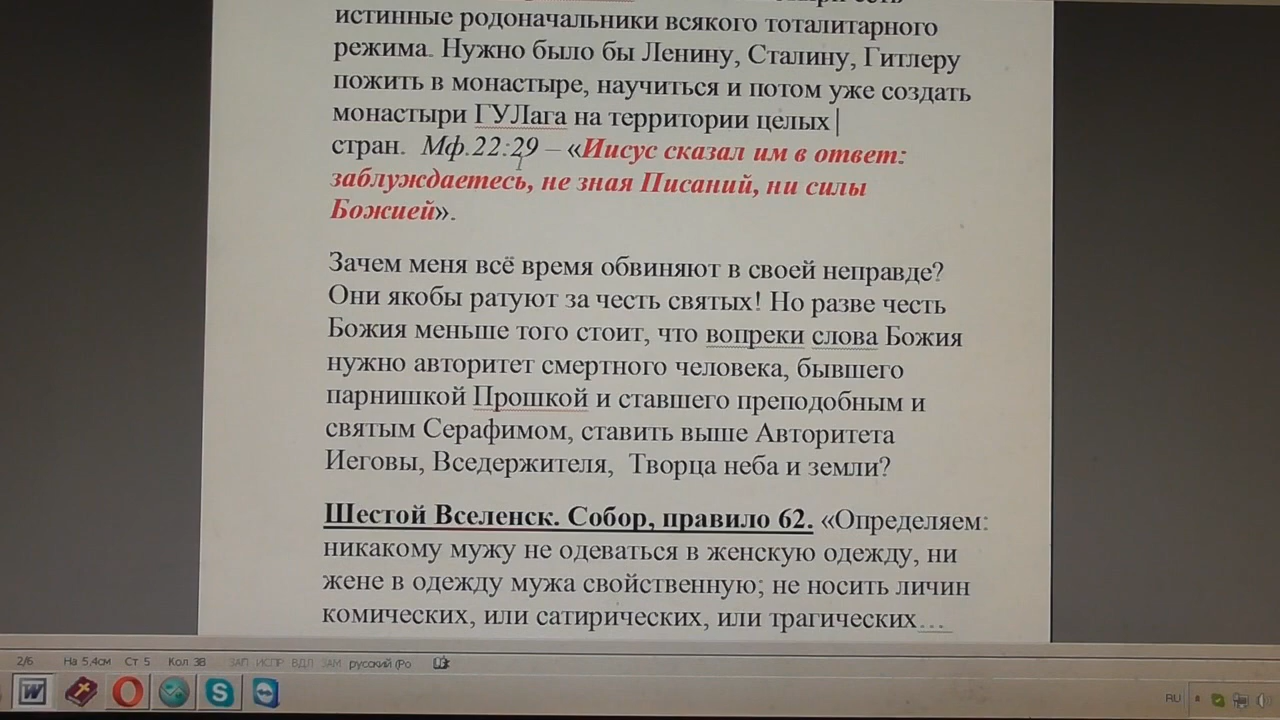 истинные родоначальники всякого тоталитарного
режима. Нужно было бы Ленину, Сталину, Гитлеру
пожить в монастыре, научиться и потом уже создать
монастыри ГУЛага на территории целых
стран. Мф.22:29 – «Иисус сказал им в ответ:
заблуждаетесь, не зная Писаний, ни силы
Божией».
Зачем меня всё время обвиняют в своей неправде?
Они якобы ратуют за честь святых! Но разве честь
Божия меньше того стоит, что вопреки слова Божия
нужно авторитет смертного человека, бывшего
парнишкой Прошкой и ставшего преподобным и
святым Серафимом, ставить выше Авторитета
Иеговы, Вседержителя, Творца неба и земли?
Шестой Вселенск. Собор, правило 62. «Определяем:
никакому мужу не одеваться в женскую одежду, ни
жене в одежду мужа свойственную; не носить личин
комических, или сатирических, или трагических...
2/6 На 5,4см Ст 5 Кол 38 ЗАП ИСПР ВДЛ ЗАМ русский (Ро
RU